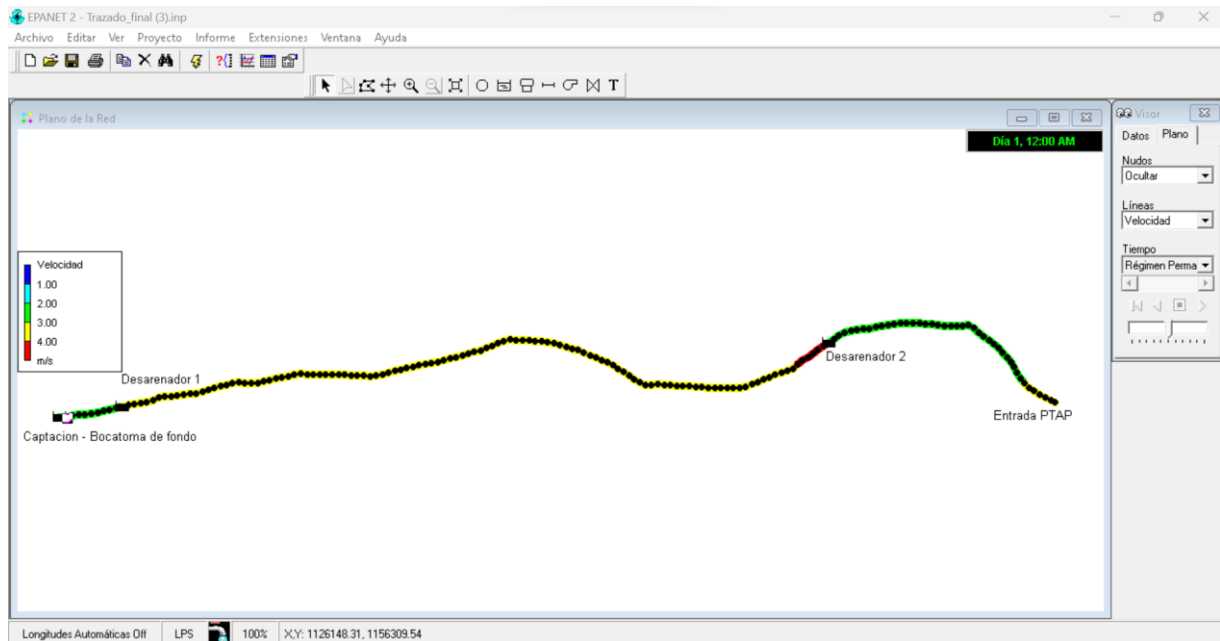 EPANET 2 - Trazado_final (3).inp
Archivo Editar Ver Proyecto Informe Extensiones Ventana Ayuda
T
Plano de la Red
Día 1, 12:00 AM
Velocidad
1.00
2.00
3.00
4.00
m/s
Desarenador 1
Captacion - Bocatoma de fondo
Desarenador 2
Entrada PTAP
Visor
Datos Plano
Nudos
Ocultar
Líneas
Velocidad
Tiempo
Régimen Perma
Longitudes Automáticas Off LPS 100% X,Y: 1126148.31, 1156309.54